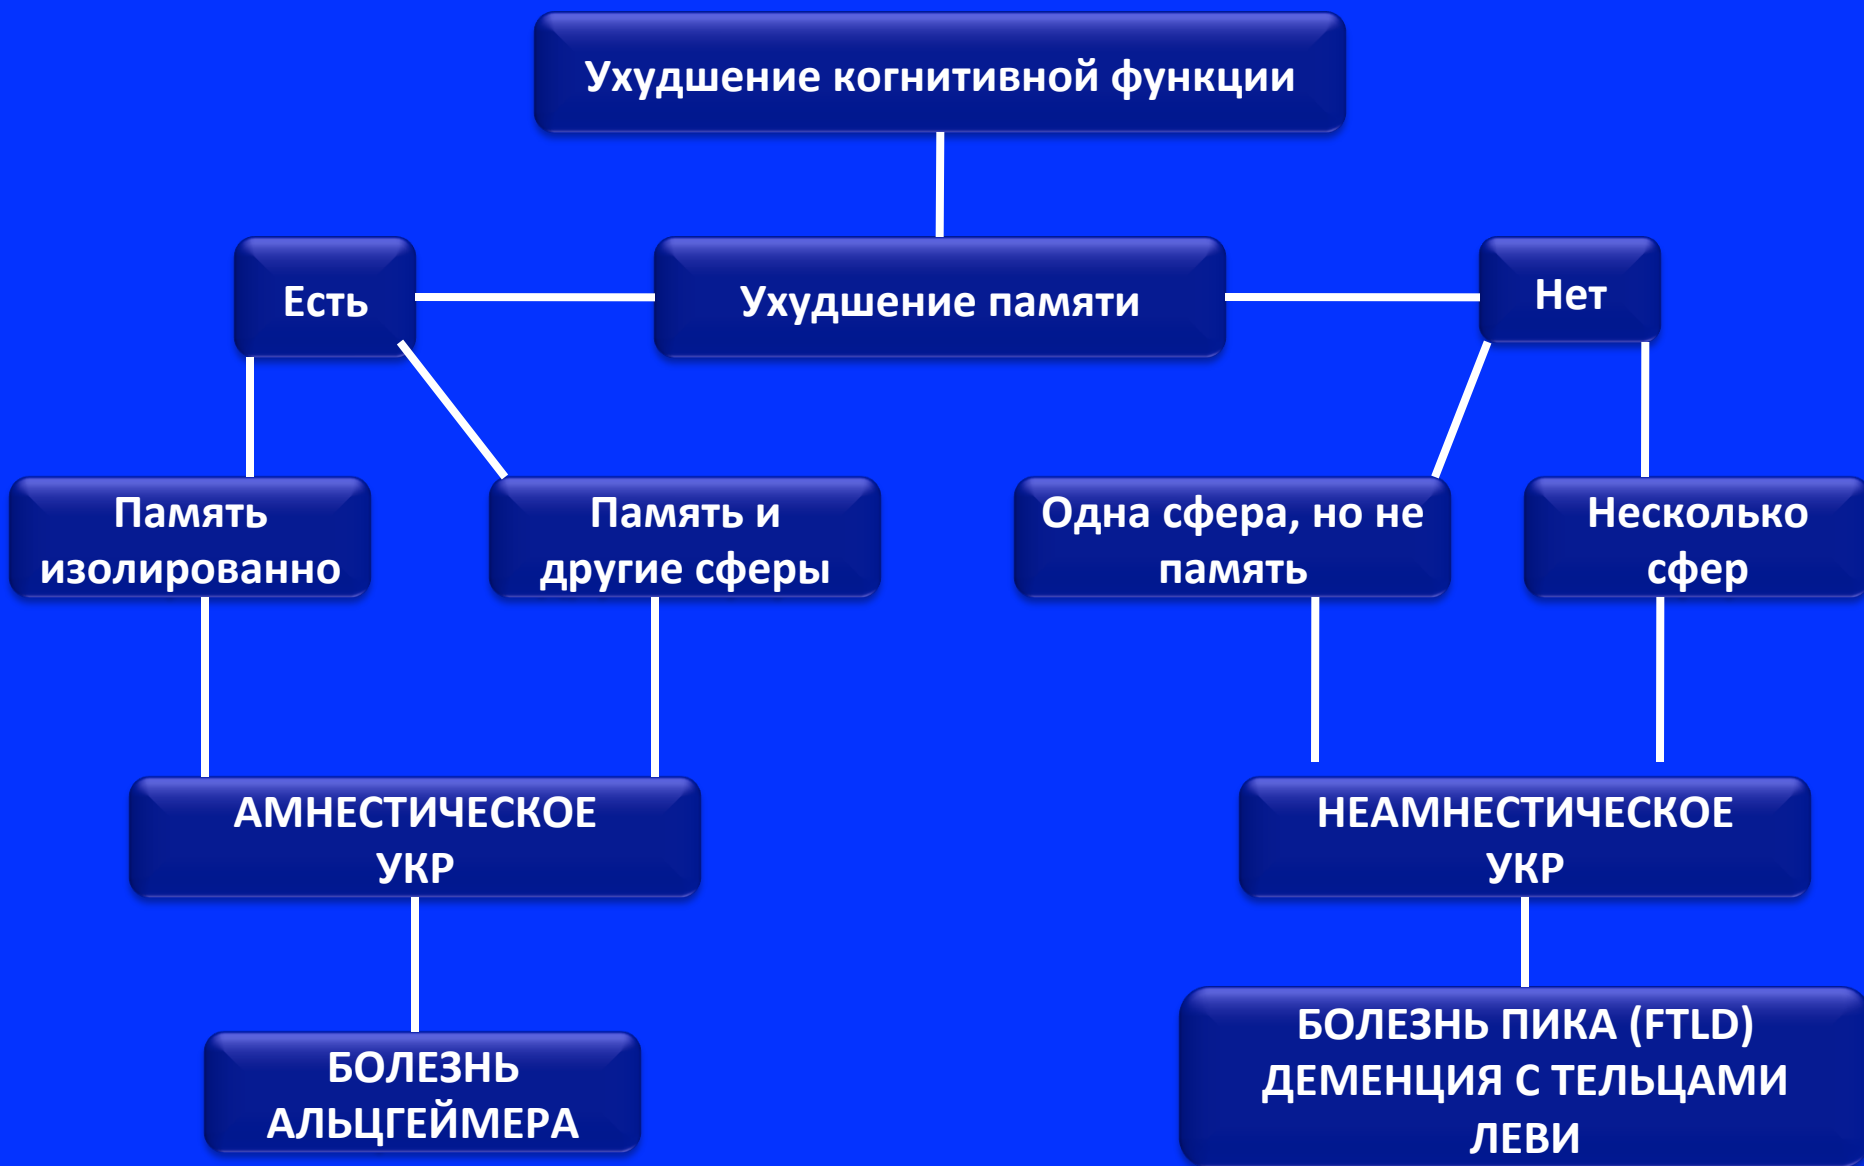 Ухудшение когнитивной функции
Есть
Ухудшение памяти
Нет
Память
изолированно
Память и
другие сферы
Одна сфера, но не
память
Несколько
сфер
АМНЕСТИЧЕСКОЕ
УКР
НЕАМНЕСТИЧЕСКОЕ
УКР
БОЛЕЗНЬ
АЛЬЦГЕЙМЕРА
БОЛЕЗНЬ ПИКА (FTLD)
ДЕМЕНЦИЯ С ТЕЛЬЦАМИ
ЛЕВИ